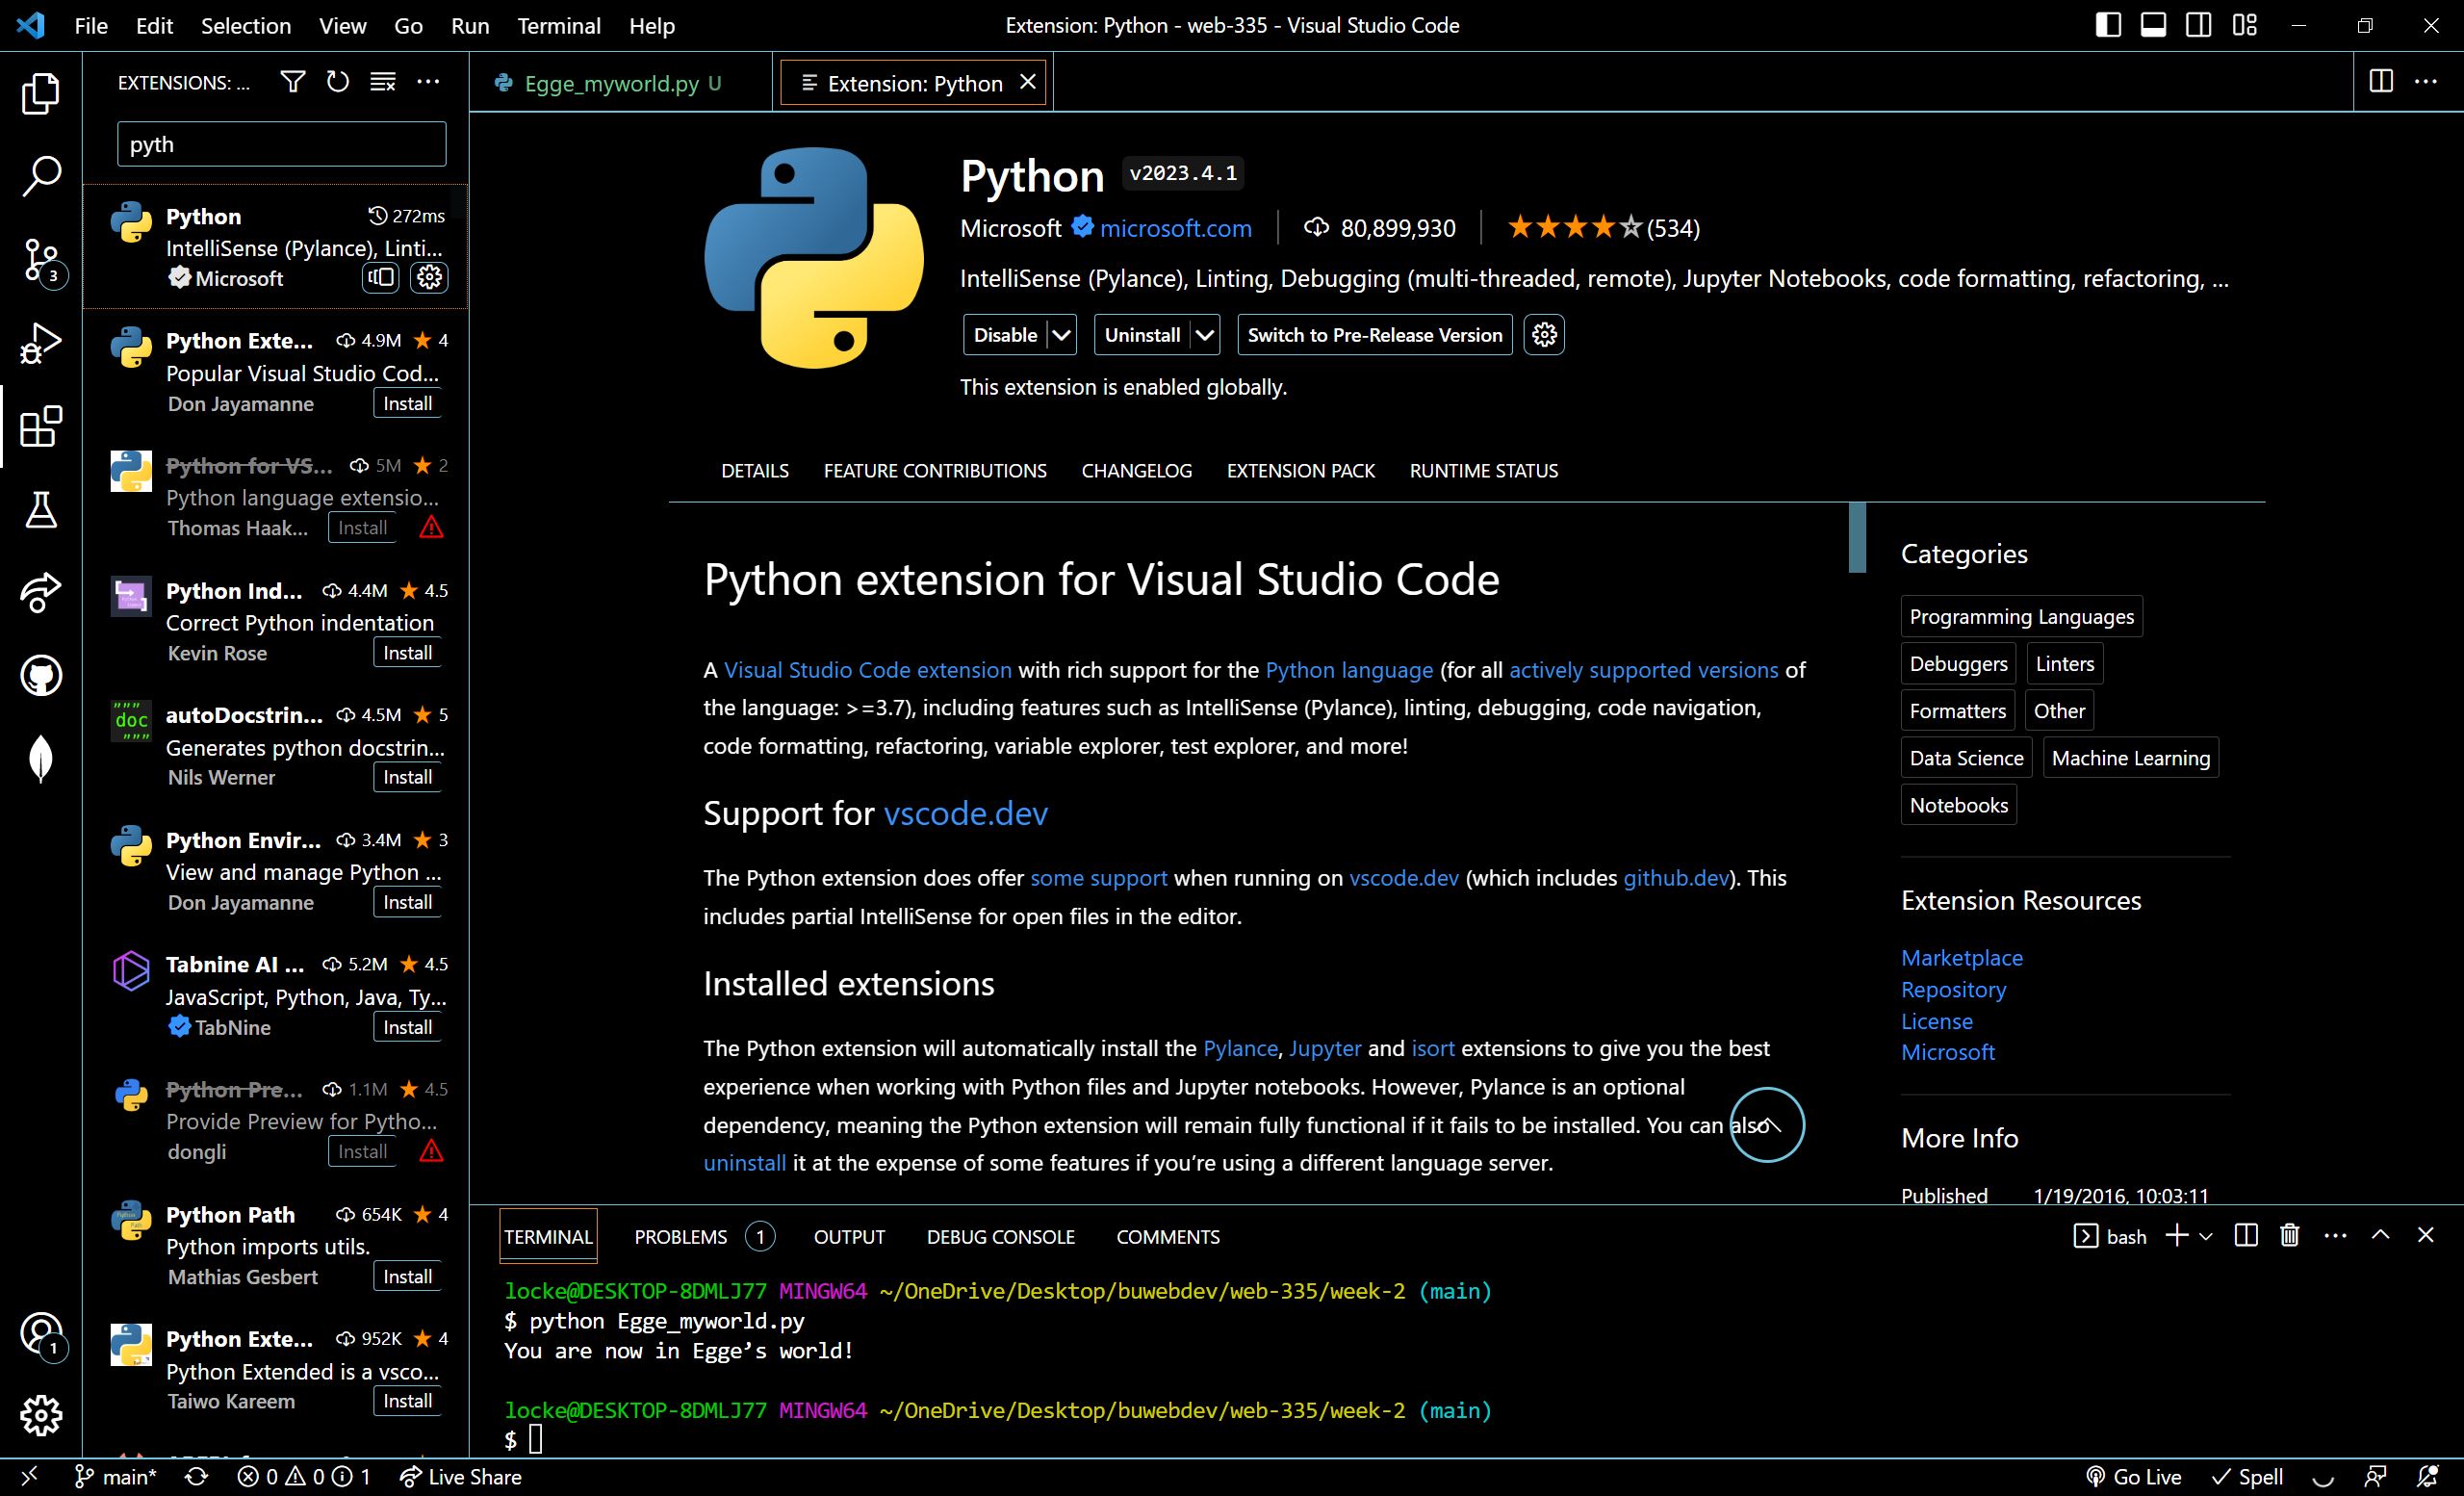 File Edit Selection View Go Run Terminal Help
Extension: Python - web-335 - Visual Studio Code
EXTENSIONS: ...
pyth
Python 272ms
IntelliSense (Pylance), Linti...
Microsoft
Python Exte... 4.9M 4
Popular Visual Studio Cod...
Don Jayamanne Install
Python for VS... 5M 2
Python language extensio...
Thomas Haak... Install
Python Ind... 4.4M 4.5
Correct Python indentation
Kevin Rose Install
autoDocstrin... 4.5M 5
Generates python docstrin...
Nils Werner Install
Python Envir... 3.4M 3
View and manage Python ...
Don Jayamanne Install
Tabnine AI ... 5.2M 4.5
JavaScript, Python, Java, Ty...
TabNine Install
Python Pre... 1.1M 4.5
Provide Preview for Pytho...
dongli Install
Python Path 654K 4
Python imports utils.
Mathias Gesbert Install
Python Exte... 952K 4
Python Extended is a vsco...
Taiwo Kareem Install
3
1
"""
doc
"""
Egge_myworld.py U
Extension: Python
Python v2023.4.1
Microsoft microsoft.com 80,899,930 (534)
IntelliSense (Pylance), Linting, Debugging (multi-threaded, remote), Jupyter Notebooks, code formatting, refactoring, ...
Disable Uninstall Switch to Pre-Release Version
This extension is enabled globally.
DETAILS FEATURE CONTRIBUTIONS CHANGELOG EXTENSION PACK RUNTIME STATUS
Python extension for Visual Studio Code
A Visual Studio Code extension with rich support for the Python language (for all actively supported versions of
the language: >=3.7), including features such as IntelliSense (Pylance), linting, debugging, code navigation,
code formatting, refactoring, variable explorer, test explorer, and more!
Support for vscode.dev
The Python extension does offer some support when running on vscode.dev (which includes github.dev). This
includes partial IntelliSense for open files in the editor.
Installed extensions
The Python extension will automatically install the Pylance, Jupyter and isort extensions to give you the best
experience when working with Python files and Jupyter notebooks. However, Pylance is an optional
dependency, meaning the Python extension will remain fully functional if it fails to be installed. You can also
uninstall it at the expense of some features if you’re using a different language server.
Categories
Programming Languages
Debuggers Linters
Formatters Other
Data Science Machine Learning
Notebooks
Extension Resources
Marketplace
Repository
License
Microsoft
More Info
Published 1/19/2016, 10:03:11
TERMINAL PROBLEMS 1 OUTPUT DEBUG CONSOLE COMMENTS
bash
locke@DESKTOP-8DMLJ77 MINGW64 ~/OneDrive/Desktop/buwebdev/web-335/week-2 (main)
$ python Egge_myworld.py
You are now in Egge’s world!
locke@DESKTOP-8DMLJ77 MINGW64 ~/OneDrive/Desktop/buwebdev/web-335/week-2 (main)
$
main* 0 0 1 Live Share
Go Live Spell